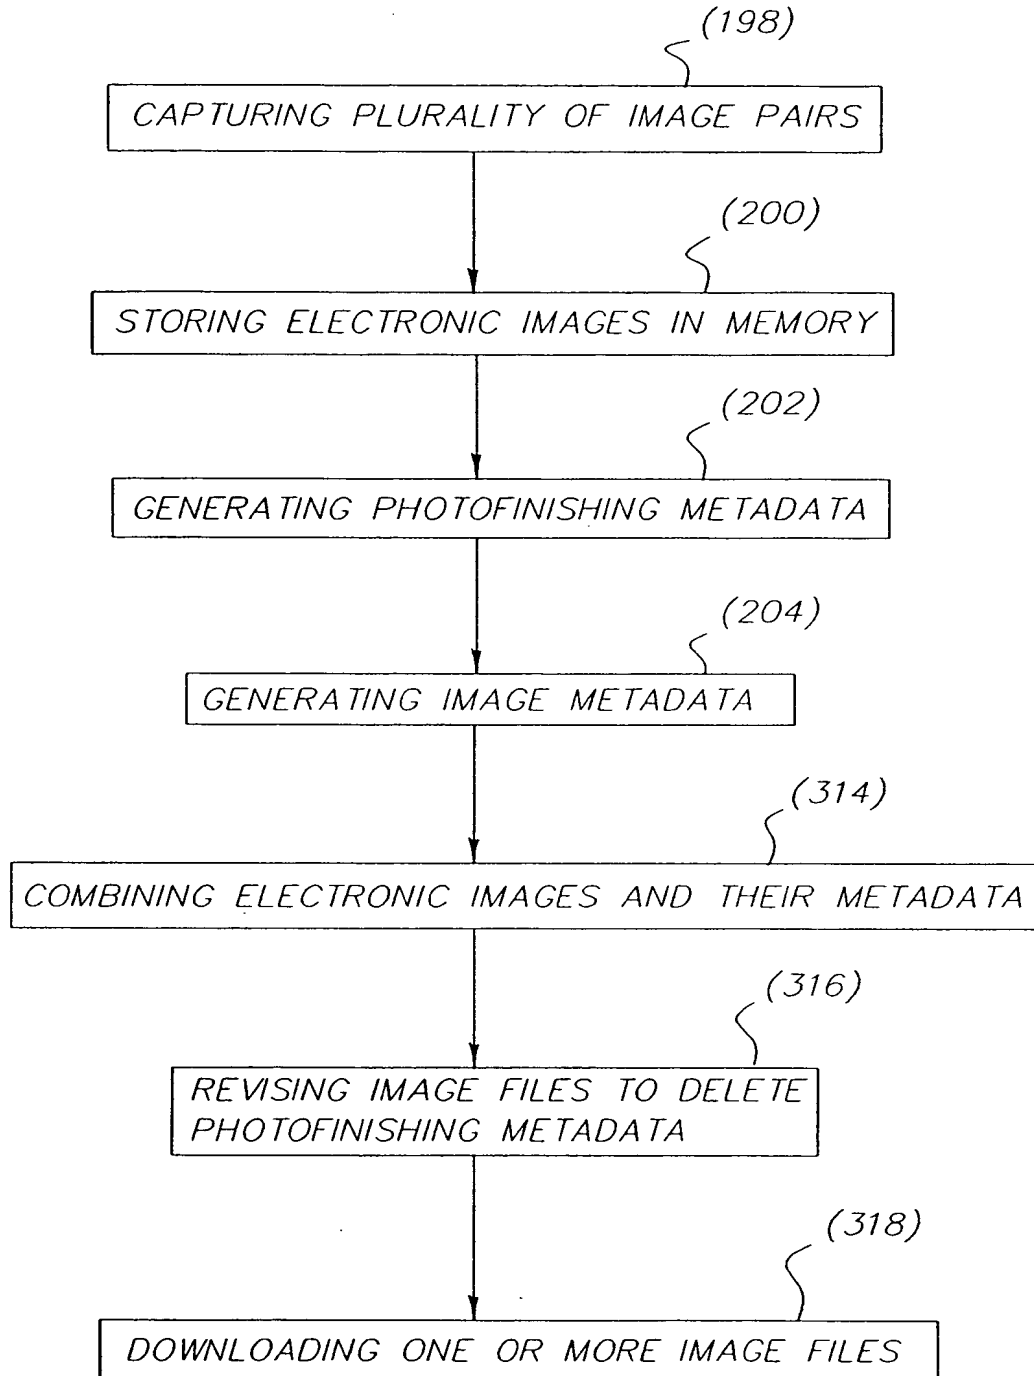 (198)
CAPTURING PLURALITY OF IMAGE PAIRS
(200)
STORING ELECTRONIC IMAGES IN MEMORY
(202)
GENERATING PHOTOFINISHING METADATA
(204)
GENERATING IMAGE METADATA
(314)
COMBINING ELECTRONIC IMAGES AND THEIR METADATA
(316)
REVISING IMAGE FILES TO DELETE
PHOTOFINISHING METADATA
(318)
DOWNLOADING ONE OR MORE IMAGE FILES